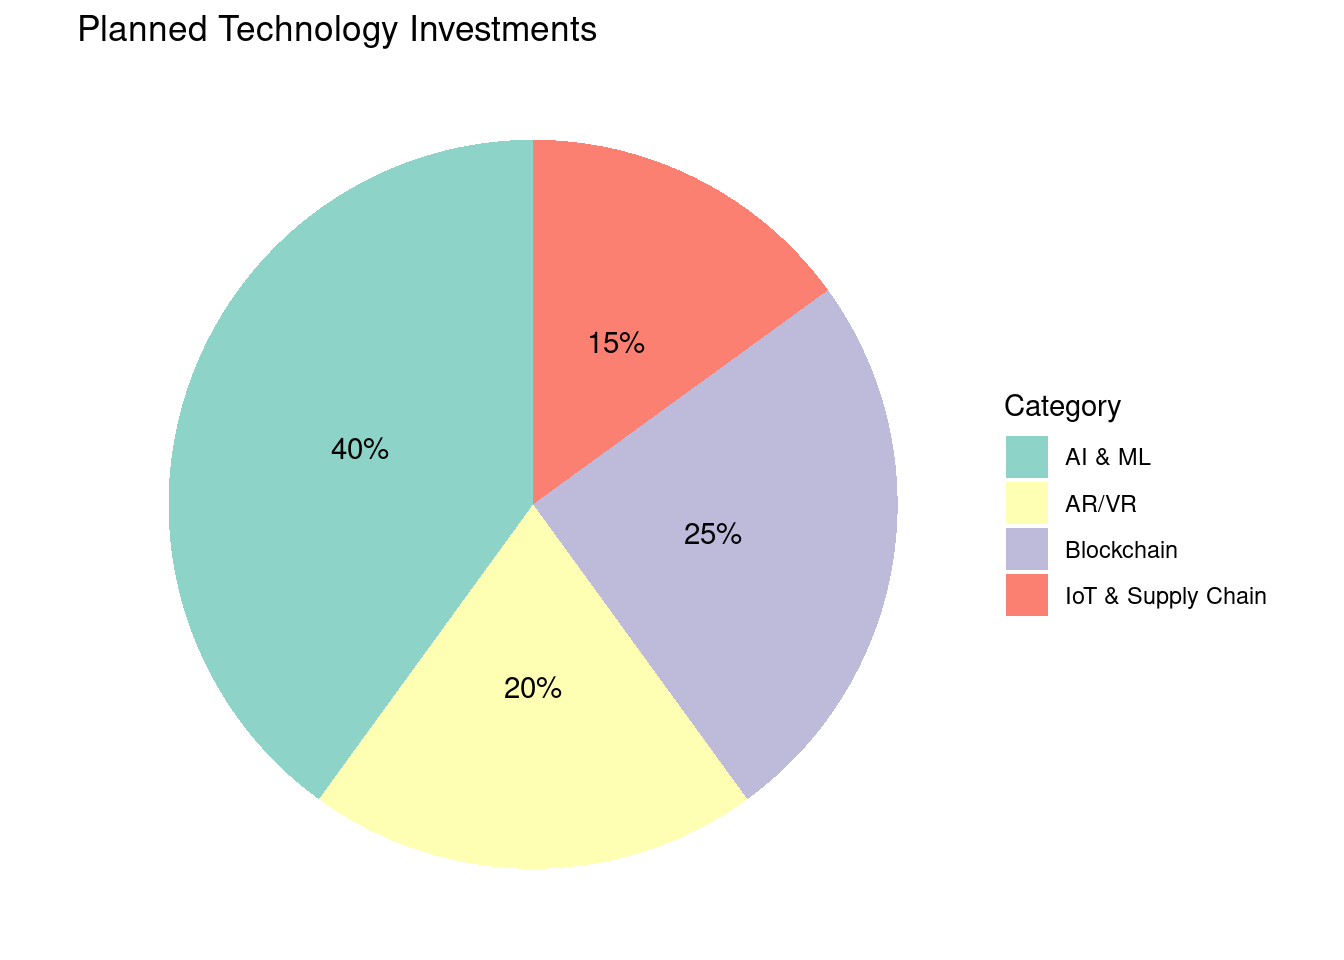 Planned Technology Investments
15%
40%
25%
20%
Category
AI & ML
AR/VR
Blockchain
IoT & Supply Chain